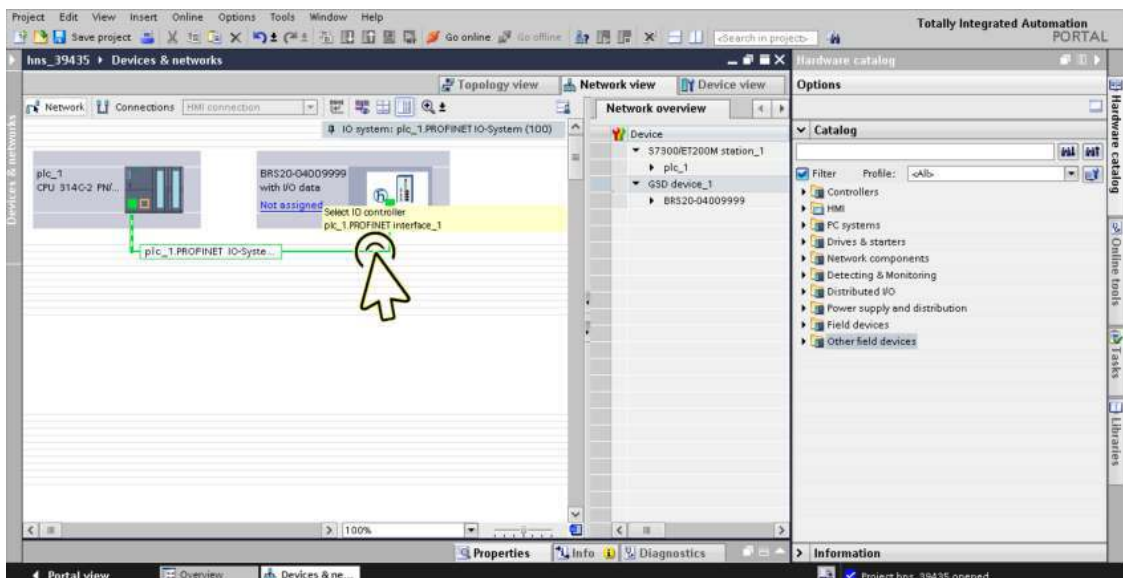 Project Edit View Insert Online Options Tools Window Help
Totally Integrated Automation
PORTAL
Save project
Go online
Go offline
<Search in project>
hns_39435 Devices & networks
Hardware catalog
Topology view
Network view
Device view
Options
Network
Connections
HMI connection
Network overview
IO system: plc_1.PROFINET IO-System (100)
Device
S7300/ET200M station_1
plc_1
GSD device_1
BRS20-04009999
plc_1
CPU 314C-2 PN/...
BRS20-04009999
with I/O data
Not assigned
Select IO controller
plc_1.PROFINET interface_1
plc_1.PROFINET IO-Syste...
Catalog
Filter
Profile:
<All>
Controllers
HMI
PC systems
Drives & starters
Network components
Detecting & Monitoring
Distributed I/O
Power supply and distribution
Field devices
Other field devices
Devices & networks
Hardware catalog
Online tools
Tasks
Libraries
100%
Properties
Info
Diagnostics
Information
Portal view
Overview
Devices & ne...
Project hns_39435 opened.